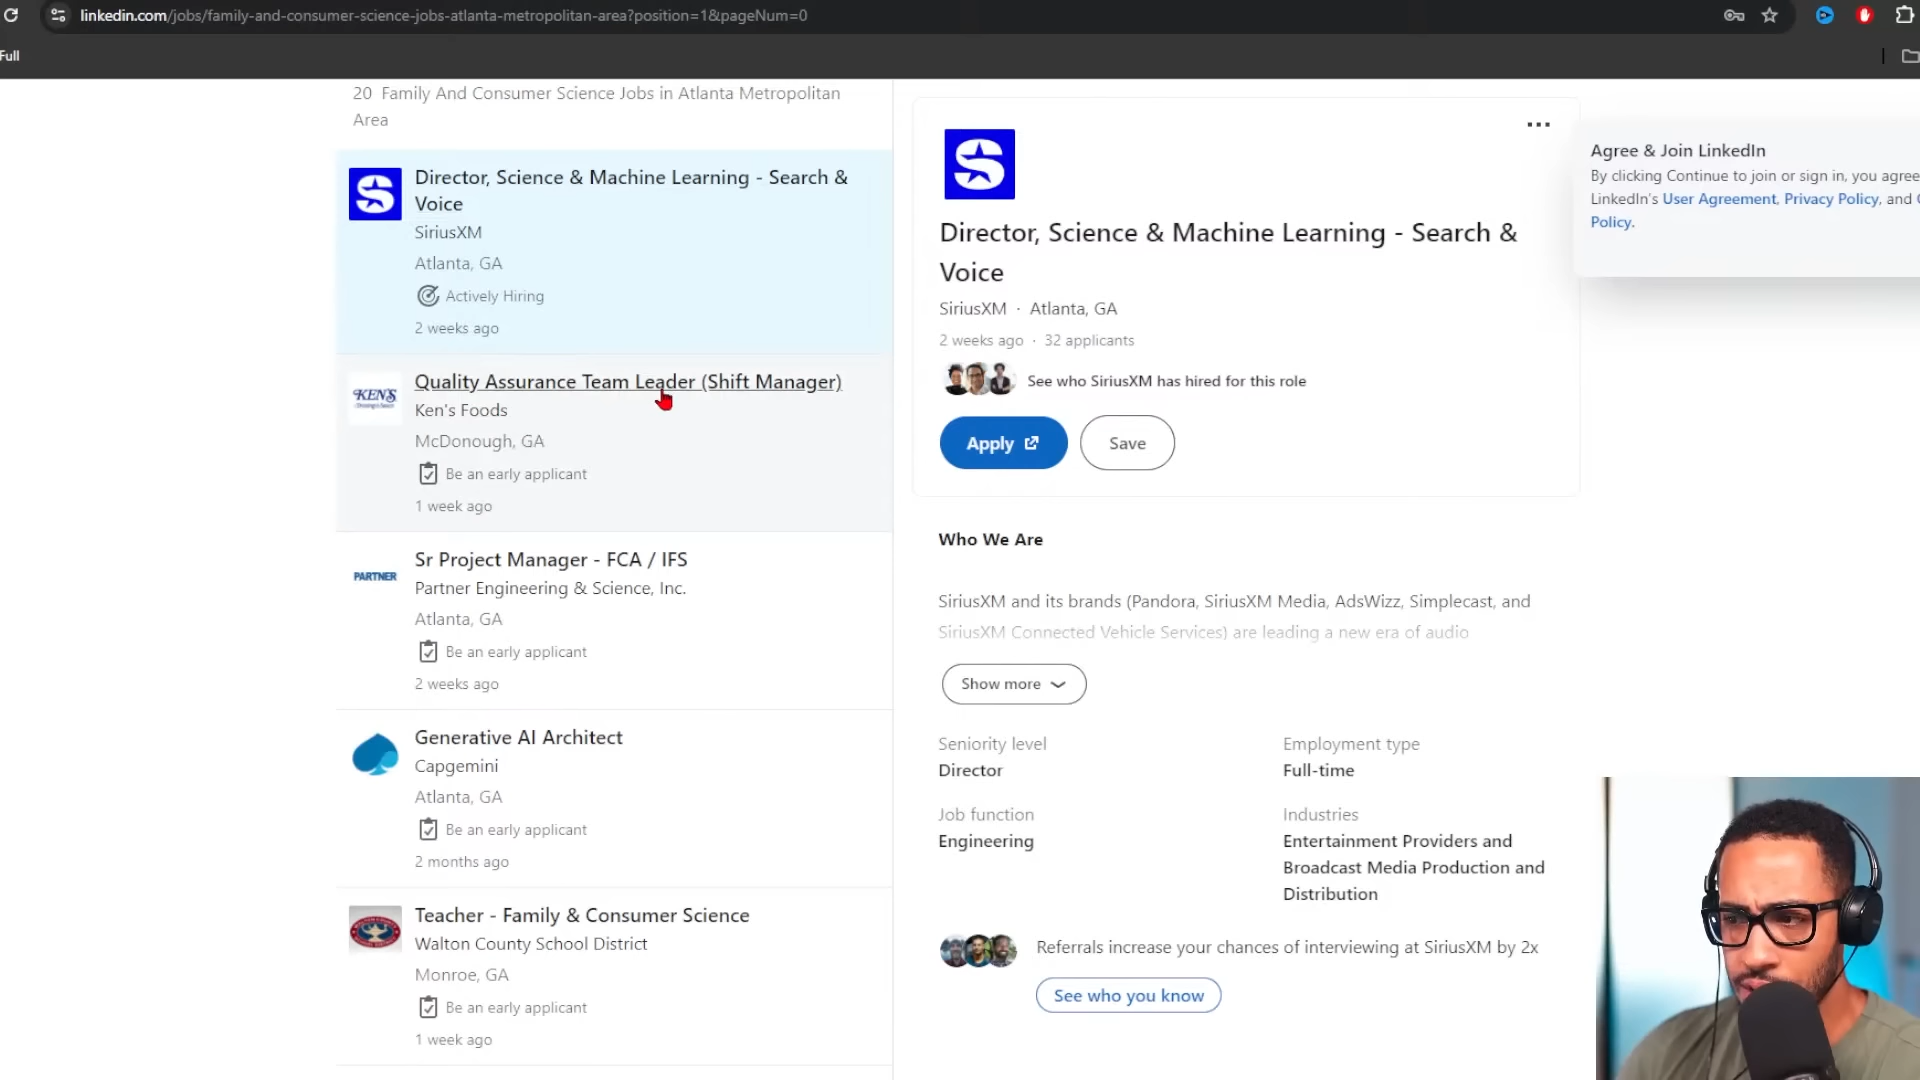 linkedin.com/jobs/family-and-consumer-science-jobs-atlanta-metropolitan-area?position=1&pageNum=0
Full
20 Family And Consumer Science Jobs in Atlanta Metropolitan
Area
Director, Science & Machine Learning - Search &
Voice
SiriusXM
Atlanta, GA
Actively Hiring
2 weeks ago
KEN'S
Quality Assurance Team Leader (Shift Manager)
Ken's Foods
McDonough, GA
Be an early applicant
1 week ago
PARTNER
Sr Project Manager - FCA / IFS
Partner Engineering & Science, Inc.
Atlanta, GA
Be an early applicant
2 weeks ago
Generative AI Architect
Capgemini
Atlanta, GA
Be an early applicant
2 months ago
Teacher - Family & Consumer Science
Walton County School District
Monroe, GA
Be an early applicant
1 week ago
Director, Science & Machine Learning - Search &
Voice
SiriusXM · Atlanta, GA
2 weeks ago · 32 applicants
See who SiriusXM has hired for this role
Apply
Save
Who We Are
SiriusXM and its brands (Pandora, SiriusXM Media, AdsWizz, Simplecast, and
SiriusXM Connected Vehicle Services) are leading a new era of audio
Show more
Seniority level
Director
Employment type
Full-time
Job function
Engineering
Industries
Entertainment Providers and
Broadcast Media Production and
Distribution
Referrals increase your chances of interviewing at SiriusXM by 2x
See who you know
Agree & Join LinkedIn
By clicking Continue to join or sign in, you agree
LinkedIn's User Agreement, Privacy Policy, and
Policy.